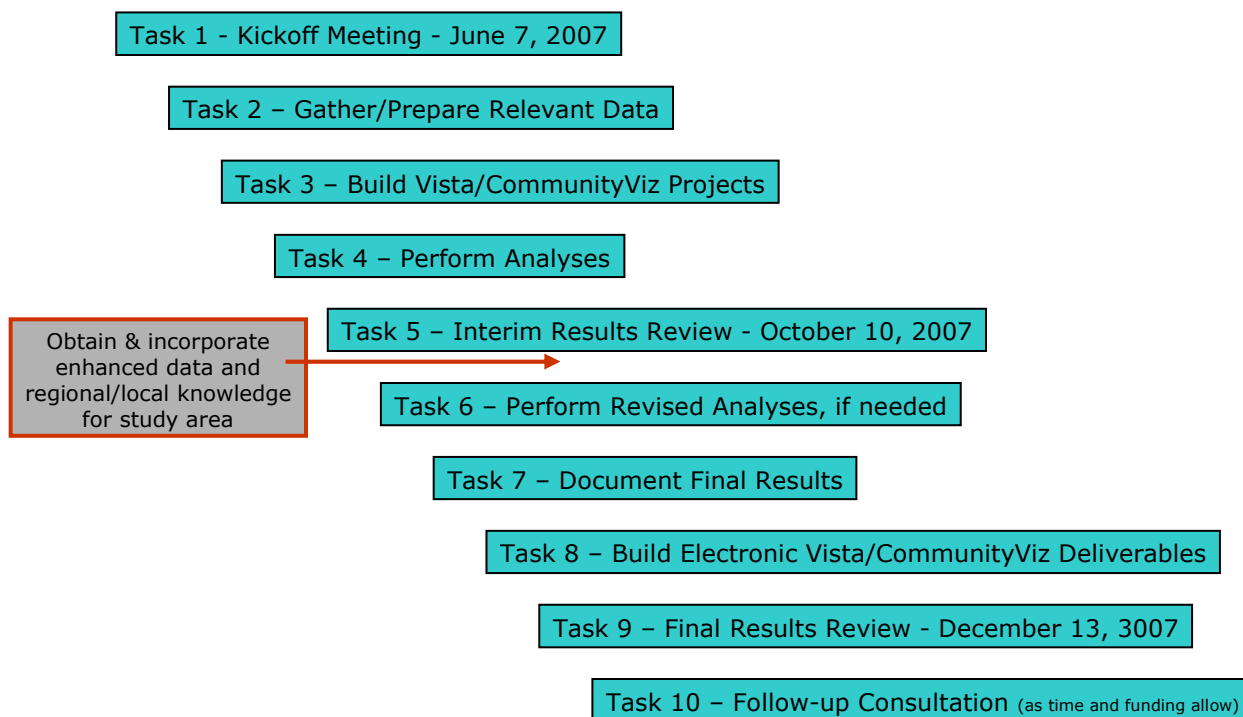 Task 1 - Kickoff Meeting - June 7, 2007
Task 2 – Gather/Prepare Relevant Data
Task 3 – Build Vista/CommunityViz Projects
Task 4 – Perform Analyses
Task 5 – Interim Results Review - October 10, 2007
Obtain & incorporate
enhanced data and
regional/local knowledge
for study area
Task 6 – Perform Revised Analyses, if needed
Task 7 – Document Final Results
Task 8 – Build Electronic Vista/CommunityViz Deliverables
Task 9 – Final Results Review - December 13, 3007
Task 10 – Follow-up Consultation (as time and funding allow)